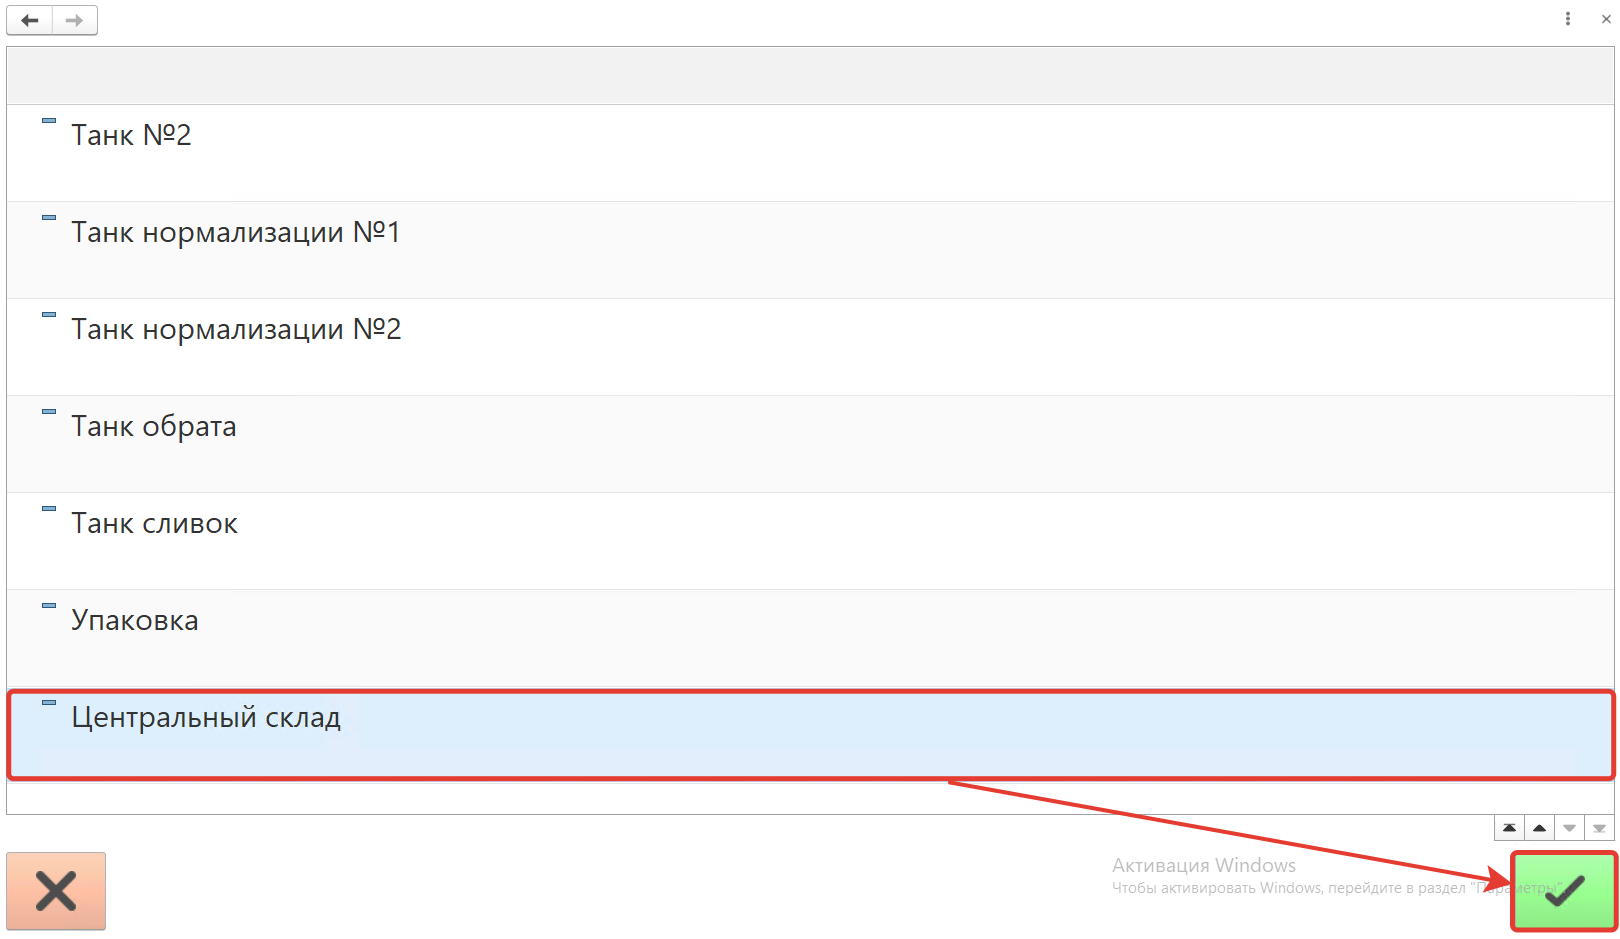 Танк №2
Танк нормализации №1
Танк нормализации №2
Танк обрата
Танк сливок
Упаковка
Центральный склад
Активация Windows
Чтобы активировать Windows, перейдите в раздел "Параметры".